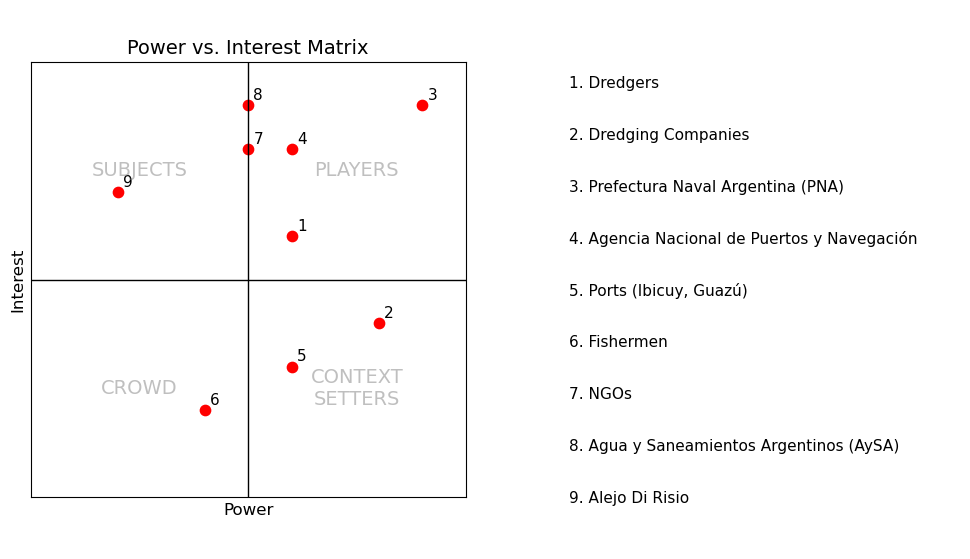 Power vs. Interest Matrix
8
3
7
4
SUBJECTS
PLAYERS
9
1
Interest
2
5
CROWD
CONTEXT
SETTERS
6
Power
1. Dredgers
2. Dredging Companies
3. Prefectura Naval Argentina (PNA)
4. Agencia Nacional de Puertos y Navegación
5. Ports (Ibicuy, Guazú)
6. Fishermen
7. NGOs
8. Agua y Saneamientos Argentinos (AySA)
9. Alejo Di Risio